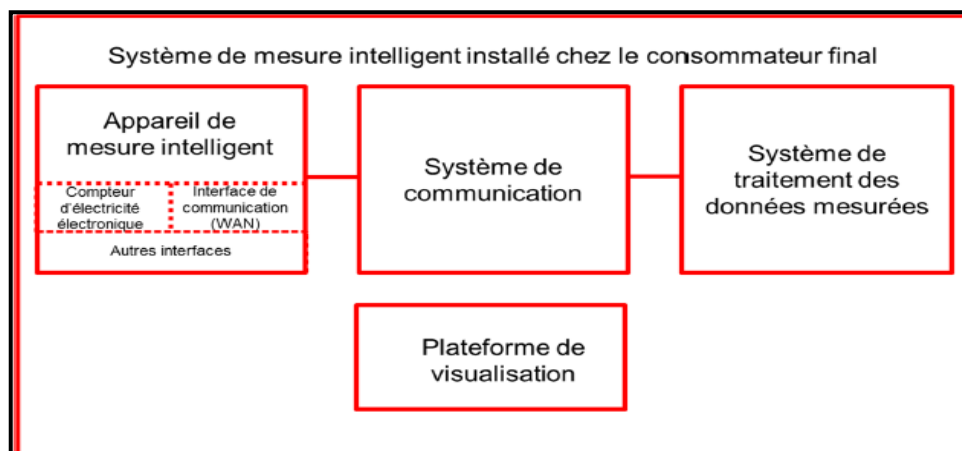 Système de mesure intelligent installé chez le consommateur final
Appareil de
mesure intelligent
Compteur
d'électricité
électronique
Interface de
communication
(WAN)
Autres interfaces
Système de
communication
Système de
traitement des
données mesurées
Plateforme de
visualisation